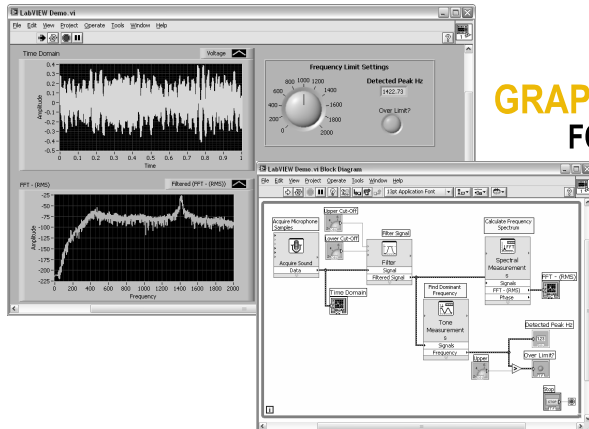 LabVIEW Demo.vi
File Edit View Project Operate Tools Window Help
Time Domain
Voltage
0.4
0.3
0.2
0.1
0
-0.1
-0.2
-0.3
-0.4
-0.5
Amplitude
0 0.1 0.2 0.3 0.4 0.5 0.6 0.7 0.8 0.9 1
Time
Frequency Limit Settings
800 1000 1200
600 1400
400 1600
200 1800
0 2000
Detected Peak Hz
1422.73
Over Limit?
FFT - (RMS)
Filtered (FFT - (RMS))
-25
-50
-75
-100
-125
-150
-175
-200
-225
Amplitude
0 200 400 600 800 1000 1200 1400 1600 1800 2000
Frequency
GRAP
FO
LabVIEW Demo.vi Block Diagram
File Edit View Project Operate Tools Window Help
13pt Application Font
Upper Cut-Off
Acquire Microphone
Samples
Acquire Sound
Data
Lower Cut-Off
Filter Signal
Filter
Signal
Filtered Signal
Calculate Frequency
Spectrum
Spectral
Measurement
s
Signals
FFT - (RMS)
Phase
FFT - (RMS)
Time Domain
Find Dominant
Frequency
Tone
Measurement
s
Signals
Frequency
Detected Peak Hz
123
Upper
>
Over Limit?
Stop
i